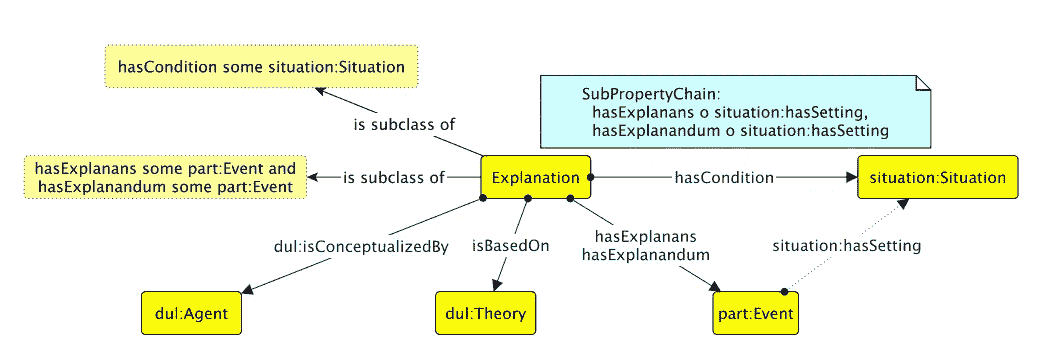 hasCondition some situation:Situation
SubPropertyChain:
hasExplanans o situation:hasSetting,
hasExplanandum o situation:hasSetting
is subclass of
hasExplanans some part:Event and
hasExplanandum some part:Event
is subclass of
Explanation
hasCondition
situation:Situation
dul:isConceptualizedBy
isBasedOn
hasExplanans
hasExplanandum
situation:hasSetting
dul:Agent
dul:Theory
part:Event